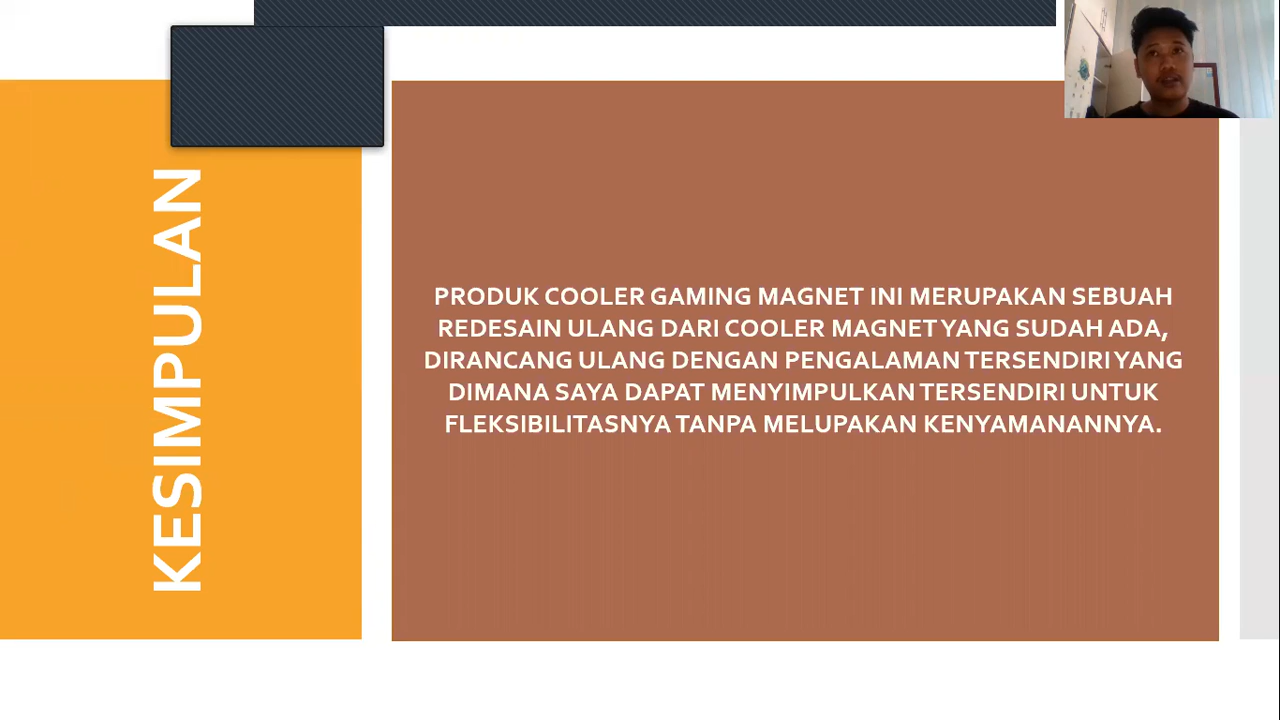 KESIMPULAN
PRODUK COOLER GAMING MAGNET INI MERUPAKAN SEBUAH
REDESAIN ULANG DARI COOLER MAGNET YANG SUDAH ADA,
DIRANCANG ULANG DENGAN PENGALAMAN TERSENDIRI YANG
DIMANA SAYA DAPAT MENYIMPULKAN TERSENDIRI UNTUK
FLEKSIBILITASNYA TANPA MELUPAKAN KENYAMANANNYA.